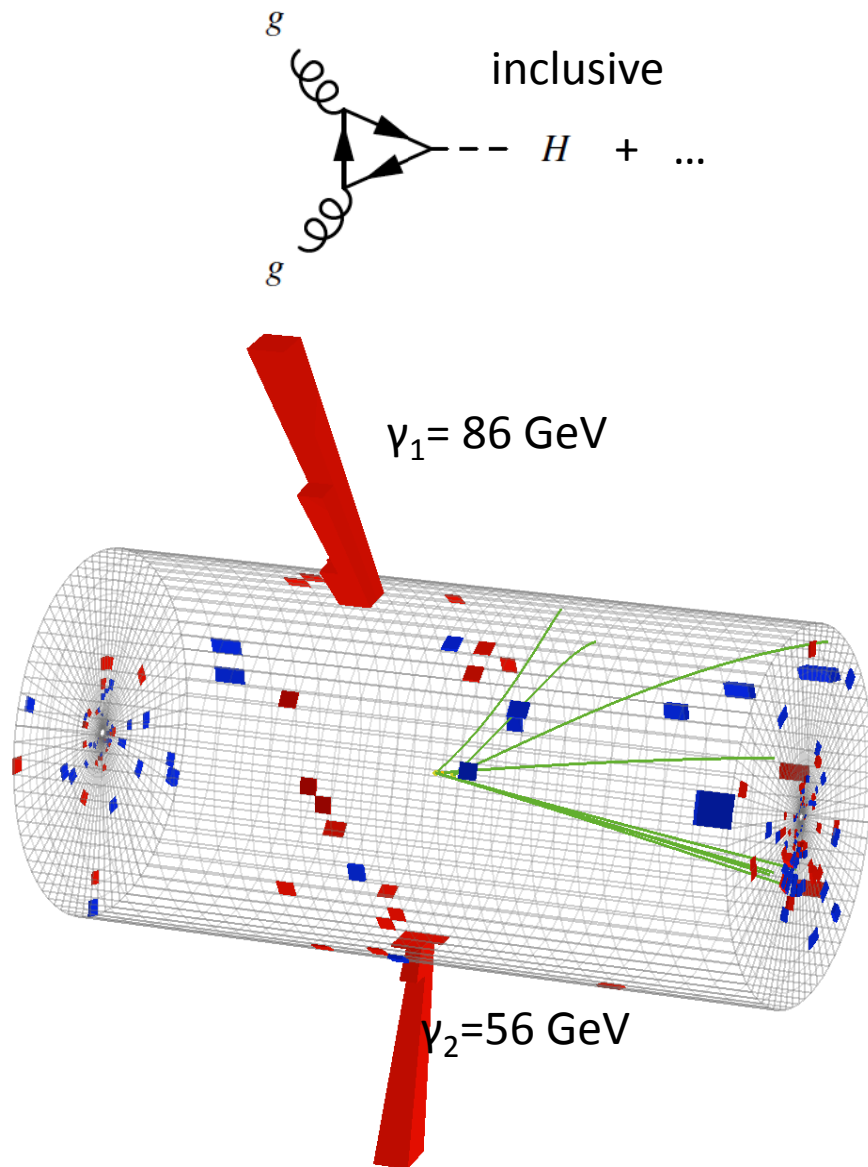 g
inclusive
H + ...
g
γ₁= 86 GeV
γ₂=56 GeV